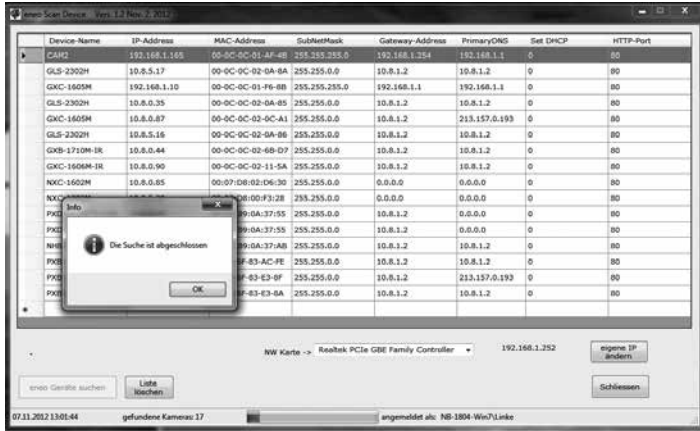 eneo Scan Device Vers. 1.2 Nov. 2, 2012
Device-Name IP-Address MAC-Address SubNetMask Gateway-Address PrimaryDNS Set DHCP HTTP-Port
CAM2 192.168.1.165 00-0C-0C-01-AF-4B 255.255.255.0 192.168.1.254 192.168.1.1 0 80
GLS-2302H 10.8.5.17 00-0C-0C-02-0A-8A 255.255.0.0 10.8.1.2 10.8.1.2 0 80
GXC-1605M 192.168.1.10 00-0C-0C-01-F6-8B 255.255.255.0 192.168.1.1 192.168.1.1 0 80
GLS-2302H 10.8.0.35 00-0C-0C-02-0A-85 255.255.0.0 10.8.1.2 10.8.1.2 0 80
GXC-1605M 10.8.0.87 00-0C-0C-02-0C-A1 255.255.0.0 10.8.1.2 213.157.0.193 0 80
GLS-2302H 10.8.5.16 00-0C-0C-02-0A-86 255.255.0.0 10.8.1.2 10.8.1.2 0 80
GXB-1710M-IR 10.8.0.44 00-0C-0C-02-6B-D7 255.255.0.0 10.8.1.2 10.8.1.2 0 80
GXC-1606M-IR 10.8.0.90 00-0C-0C-02-11-5A 255.255.0.0 10.8.1.2 10.8.1.2 0 80
NXC-1602M 10.8.0.85 00:07:D8:02:D6:30 255.255.0.0 0.0.0.0 0.0.0.0 0 80
D8:00:F3:28 255.255.0.0 0.0.0.0 0.0.0.0 0 80
0A:37:55 255.255.0.0 10.8.1.2 0.0.0.0 0 80
0A:37:55 255.255.0.0 10.8.1.2 0.0.0.0 0 80
0A:37:AB 255.255.0.0 10.8.1.2 10.8.1.2 0 80
83-AC-FE 255.255.0.0 10.8.1.2 10.8.1.2 0 80
83-E3-8F 255.255.0.0 10.8.1.2 213.157.0.193 0 80
83-E3-8A 255.255.0.0 10.8.1.2 10.8.1.2 0 80
Info
Die Suche ist abgeschlossen
OK
NW Karte -> Realtek PCIe GBE Family Controller 192.168.1.252 eigene IP ändern
eneo Geräte suchen Liste löschen Schliessen
07.11.2012 13:01:44 gefundene Kameras: 17 angemeldet als: NB-1804-Win7\Linke